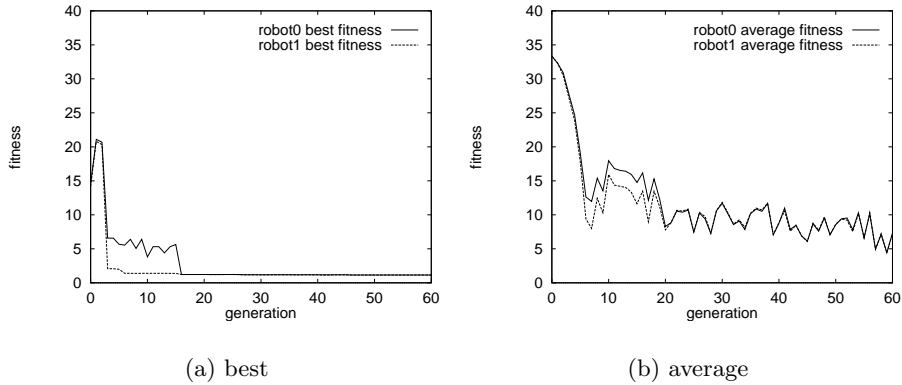 40
35
30
25
20
15
10
5
0
fitness
robot0 best fitness
robot1 best fitness
0 10 20 30 40 50 60
generation
(a) best
40
35
30
25
20
15
10
5
0
fitness
robot0 average fitness
robot1 average fitness
0 10 20 30 40 50 60
generation
(b) average